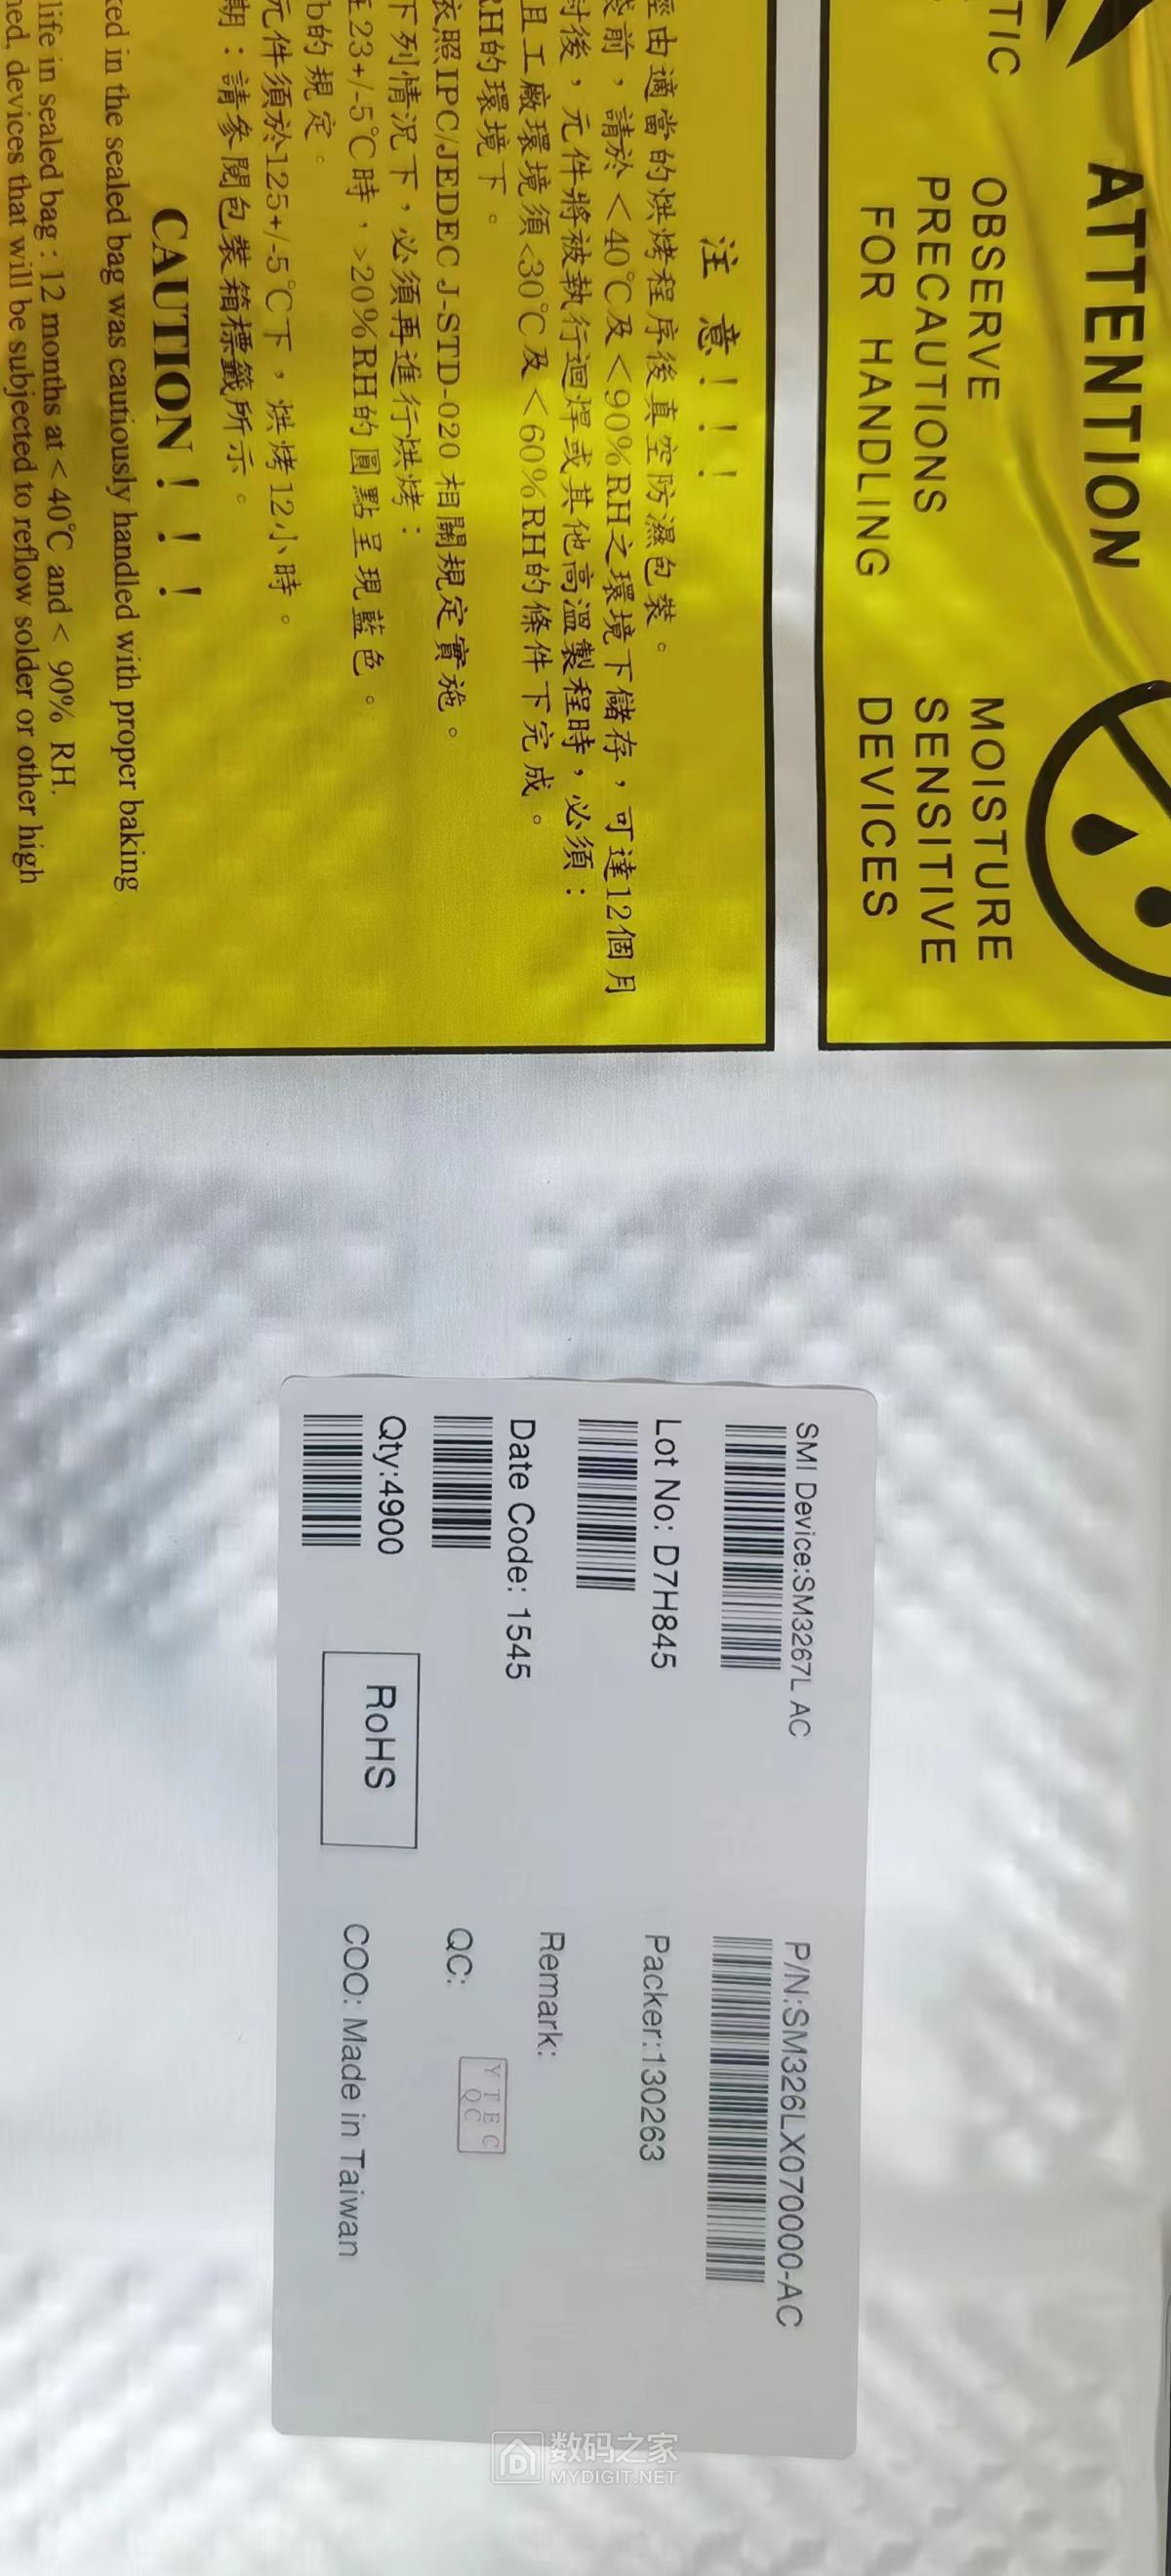 TIC
ATTENTION
OBSERVE
PRECAUTIONS
FOR HANDLING
MOISTURE
SENSITIVE
DEVICES
注 意！！！
經由適當的烘烤程序後真空防濕包裝。
前，請於＜40℃及＜90%RH之環境下儲存，可達12個月
封後，元件將被執行迴焊或其他高溫製程時，必須：
且工廠環境須<30℃及＜60%RH的條件下完成。
RH的環境下。
依照IPC/JEDEC J-STD-020 相關規定實施。
下列情況下，必須再進行烘烤：
23+/-5℃時，>20%RH的圓點呈現藍色。
b的規定。
元件須於125+/-5℃下，烘烤12小時。
期：請參閱包裝箱標籤所示。
CAUTION！！！
ed in the sealed bag was cautiously handled with proper baking
life in sealed bag : 12 months at < 40℃ and < 90% RH.
ed, devices that will be subjected to reflow solder or other high
SMI Device:SM3267L AC
P/N:SM326LX070000-AC
Lot No: D7H845
Packer:130263
Date Code: 1545
Remark:
Qty:4900
RoHS
QC:
YTEC
QC
COO: Made in Taiwan
数码之家
MYDIGIT.NET